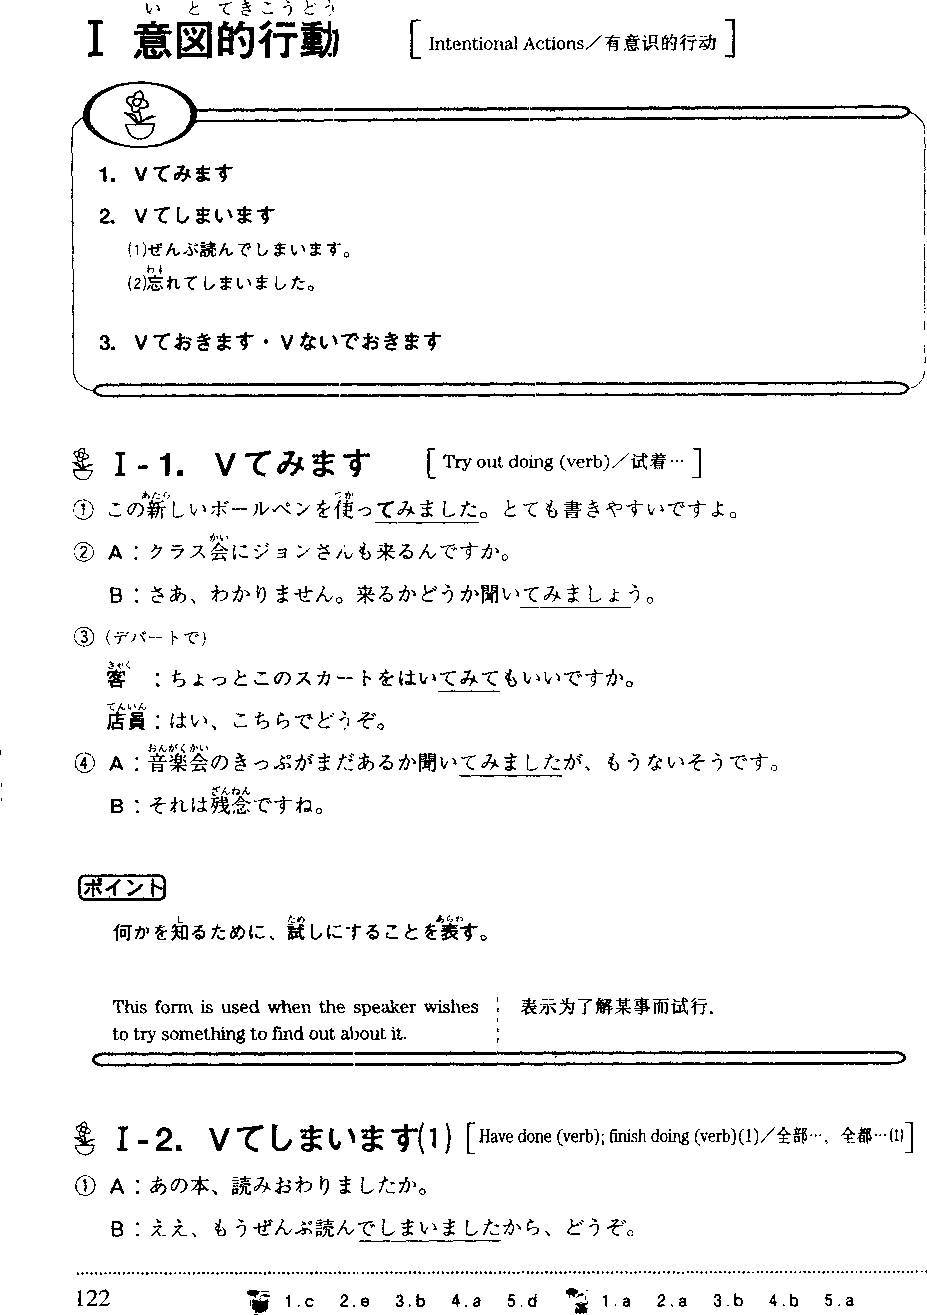 いとてきこうどう
I 意図的行動 [Intentional Actions／有意识的行动]
1. Vてみます
2. Vてしまいます
(1)ぜんぶ読んでしまいます。
わす
(2)忘れてしまいました。
3. Vておきます・Vないでおきます
I-1. Vてみます [Try out doing (verb)／试着…]
あたら つか
① この新しいボールペンを使ってみました。とても書きやすいですよ。
かい
② A：クラス会にジョンさんも来るんですか。
B：さあ、わかりません。来るかどうか聞いてみましょう。
③ (デパートで)
きゃく
客 ：ちょっとこのスカートをはいてみてもいいですか。
てんいん
店員：はい、こちらでどうぞ。
おんがくかい
④ A：音楽会のきっぷがまだあるか聞いてみましたが、もうないそうです。
ざんねん
B：それは残念ですね。
ポイント
し ため あらわ
何かを知るために、試しにすることを表す。
This form is used when the speaker wishes
to try something to find out about it.
表示为了解某事而试行.
I-2. Vてしまいます(1) [Have done (verb); finish doing (verb)(1)／全部…，全都…(1)]
① A：あの本、読みおわりましたか。
B：ええ、もうぜんぶ読んでしまいましたから、どうぞ。
122 1.c 2.e 3.b 4.a 5.d 1.a 2.a 3.b 4.b 5.a